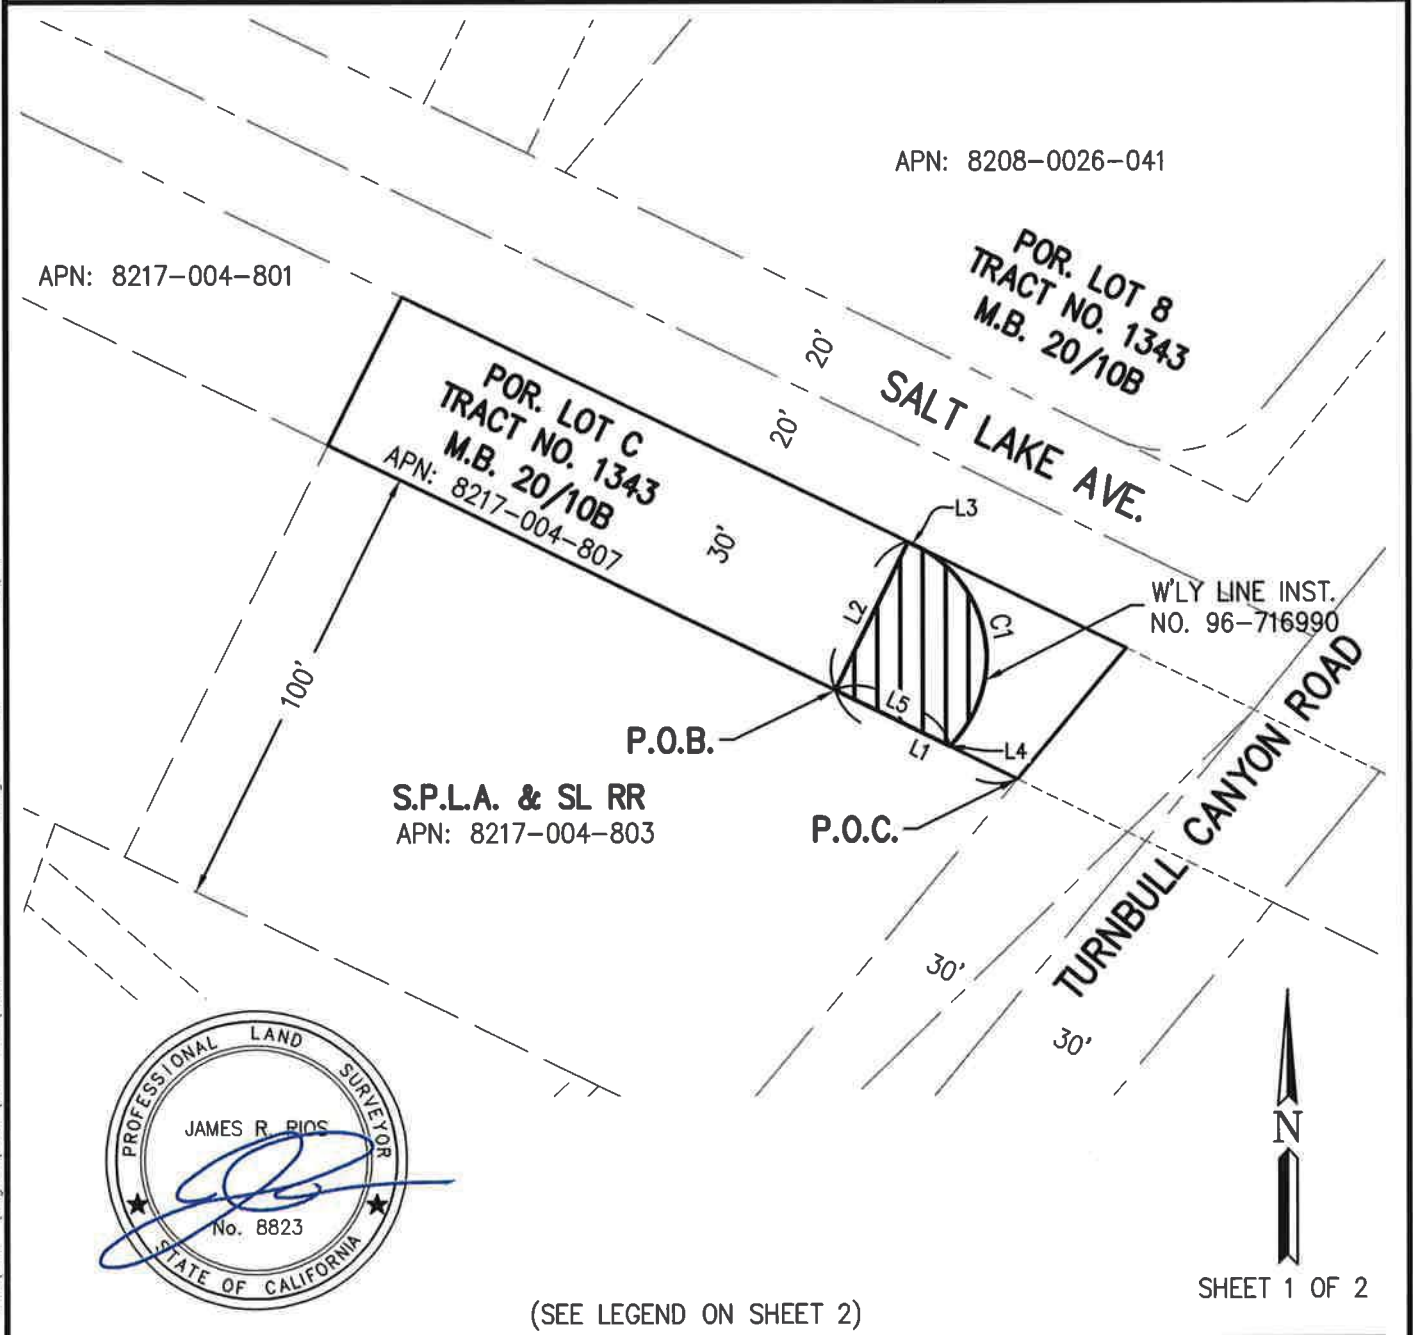 APN: 8208-0026-041
POR. LOT 8
TRACT NO. 1343
M.B. 20/10B
APN: 8217-004-801
20'
20'
SALT LAKE AVE.
POR. LOT C
TRACT NO. 1343
M.B. 20/10B
APN: 8217-004-807
30'
L3
W'LY LINE INST.
NO. 96-716990
C1
L2
L5
L1
L4
100'
P.O.B.
P.O.C.
S.P.L.A. & SL RR
APN: 8217-004-803
TURNBULL CANYON ROAD
30'
30'
PROFESSIONAL LAND SURVEYOR
JAMES R. RIOS
No. 8823
STATE OF CALIFORNIA
N
SHEET 1 OF 2
(SEE LEGEND ON SHEET 2)